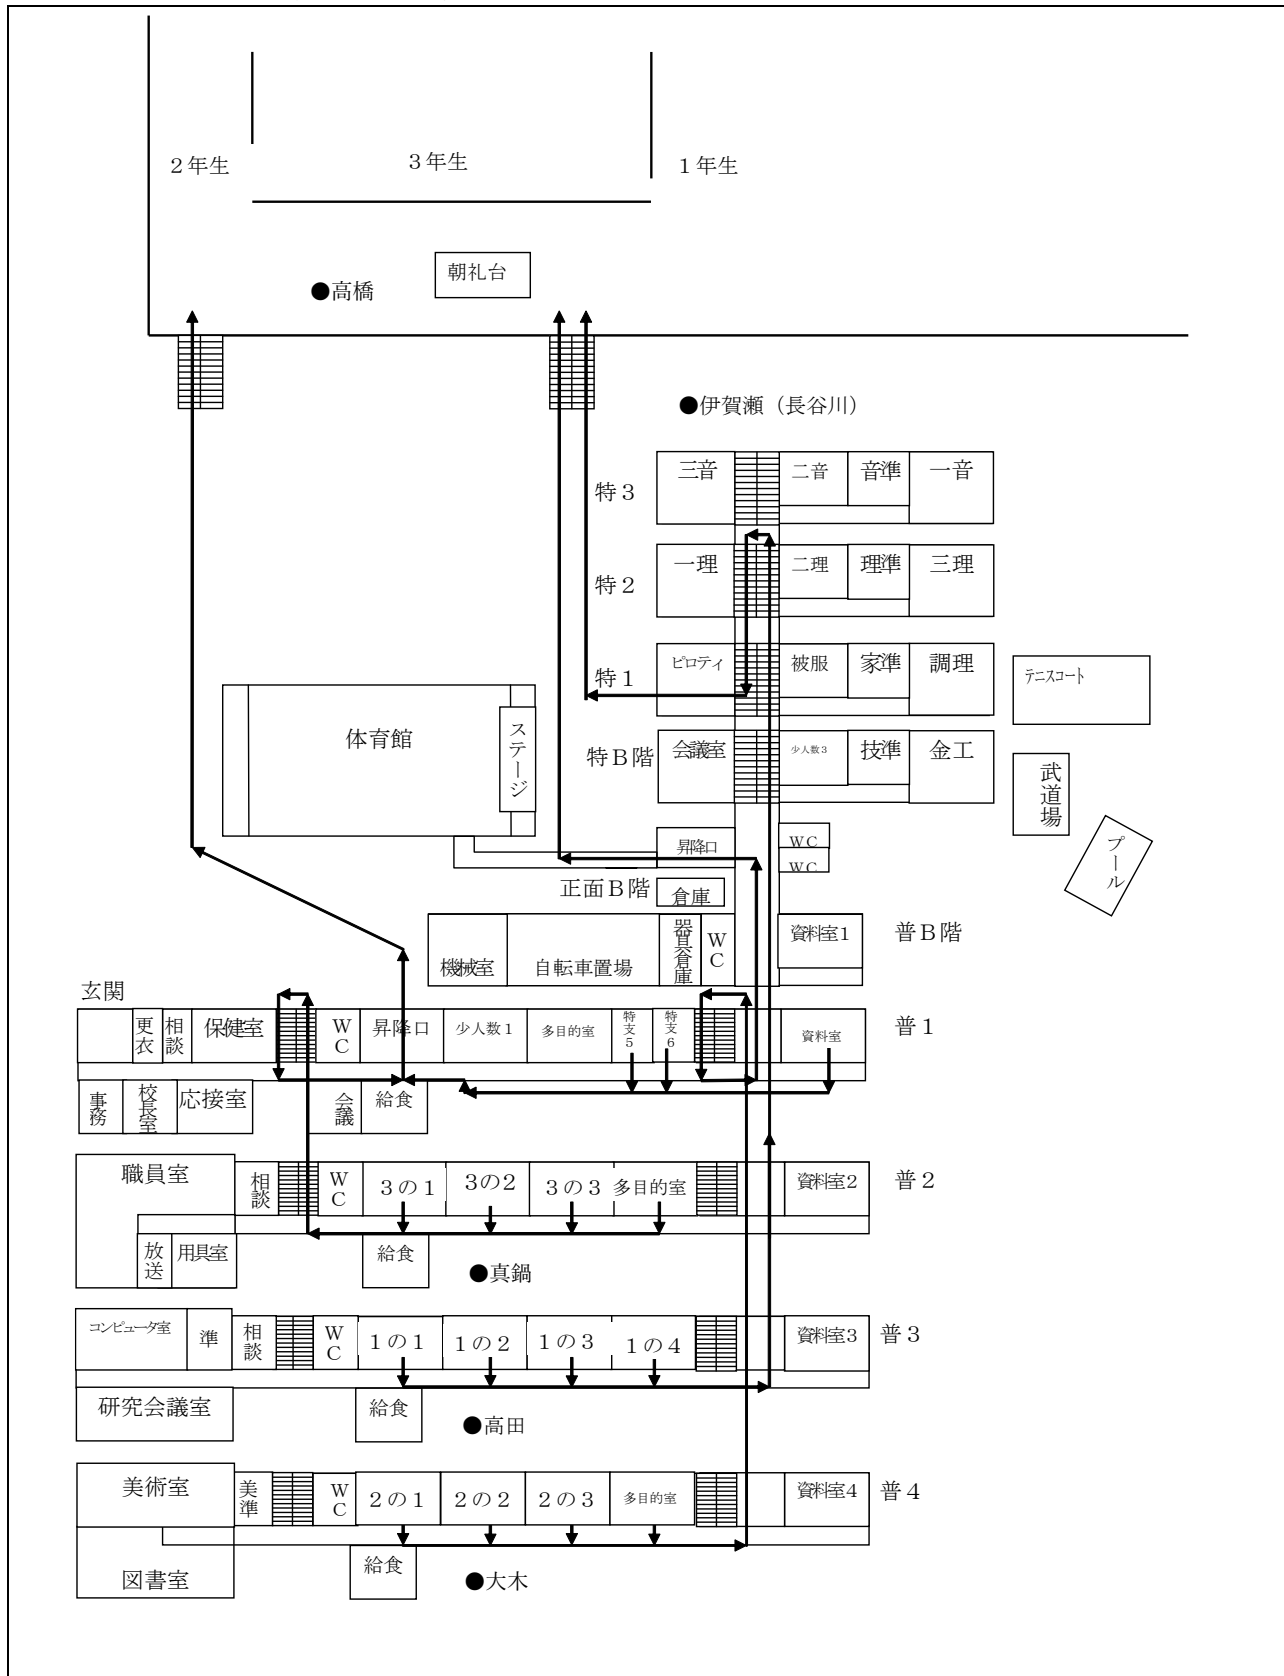 ２年生
３年生
１年生
朝礼台
●高橋
●伊賀瀬（長谷川）
特３
三音
二音
音準
一音
特２
一理
二理
理準
三理
特１
ピロティ
被服
家準
調理
テニスコート
体育館
ステージ
特Ｂ階
会議室
少人数３
技準
金工
武道場
プール
昇降口
ＷＣ
ＷＣ
正面Ｂ階
倉庫
機械室
自転車置場
器具倉庫
ＷＣ
資料室1
普Ｂ階
玄関
更衣
相談
保健室
ＷＣ
昇降口
少人数１
多目的室
特支５
特支６
資料室
普１
事務
校長室
応接室
会議
給食
職員室
相談
ＷＣ
３の１
３の２
３の３
多目的室
資料室2
普２
放送
用具室
給食
●真鍋
コンピュータ室
準
相談
ＷＣ
１の１
１の２
１の３
１の４
資料室3
普３
研究会議室
給食
●高田
美術室
美準
ＷＣ
２の１
２の２
２の３
多目的室
資料室4
普４
図書室
給食
●大木